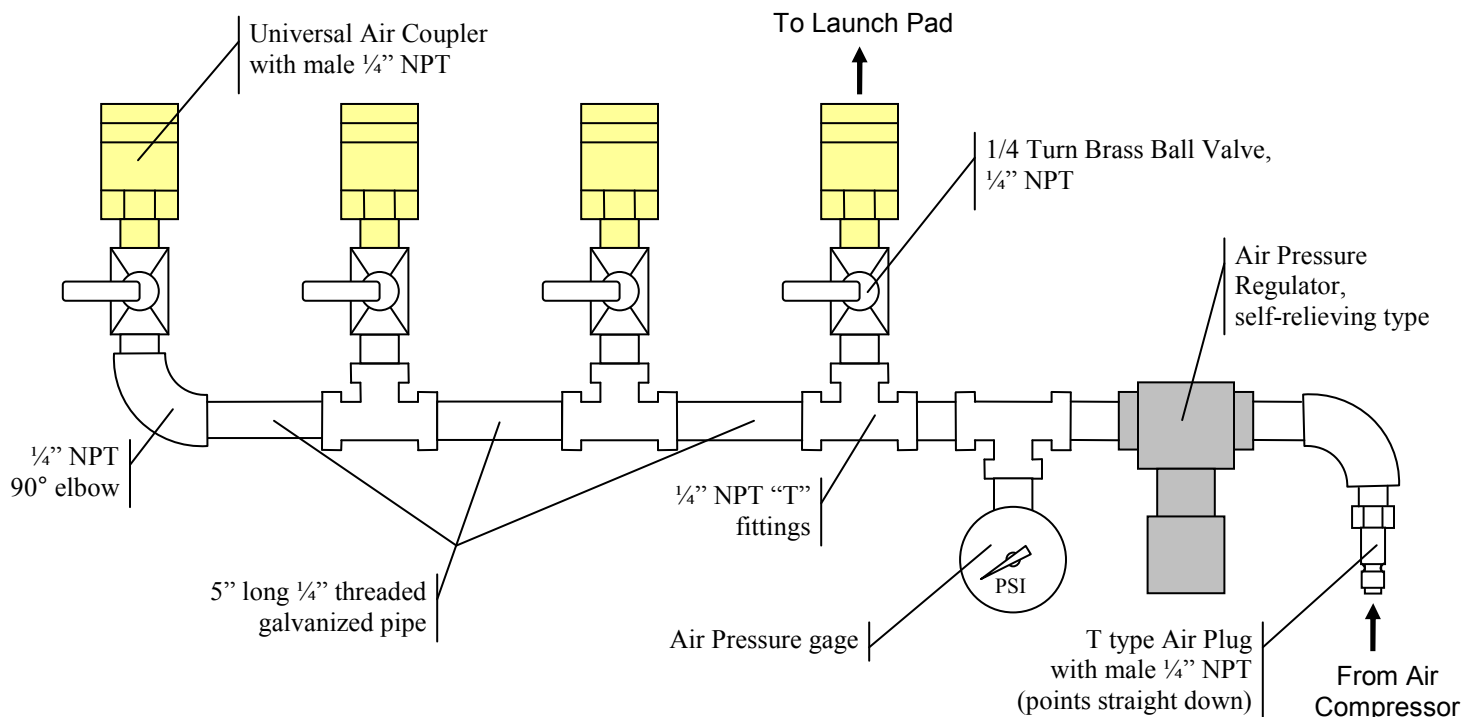 To Launch Pad
Universal Air Coupler
with male ¼” NPT
1/4 Turn Brass Ball Valve,
¼” NPT
Air Pressure
Regulator,
self-relieving type
¼” NPT
90° elbow
¼” NPT “T”
fittings
5” long ¼” threaded
galvanized pipe
PSI
Air Pressure gage
T type Air Plug
with male ¼” NPT
(points straight down)
From Air
Compressor